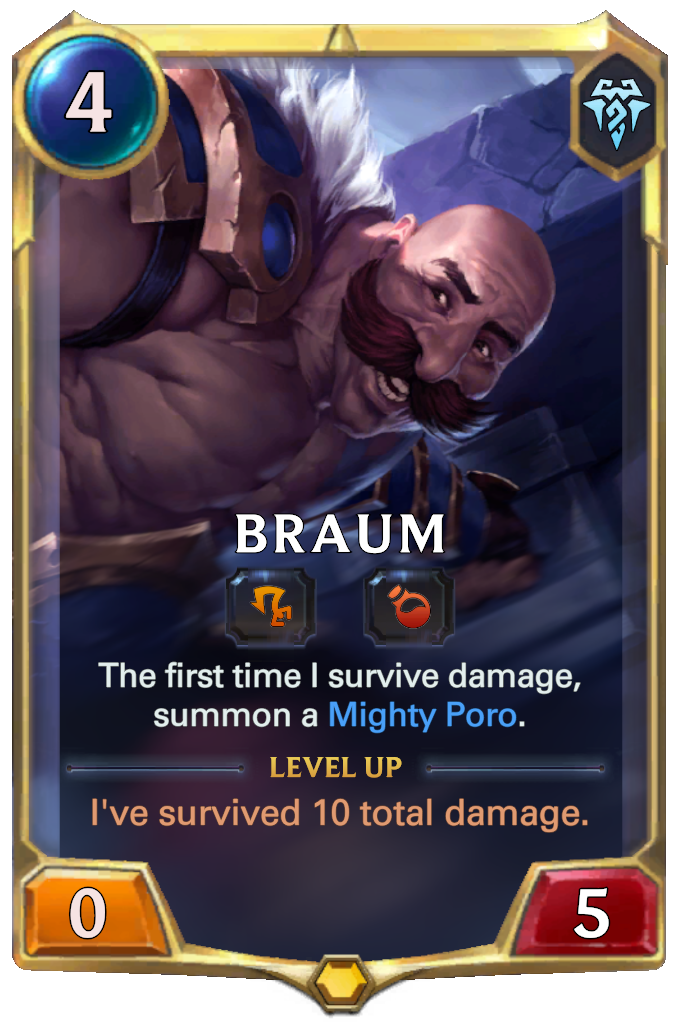 4
BRAUM
The first time I survive damage,
summon a Mighty Poro.
LEVEL UP
I've survived 10 total damage.
0
5